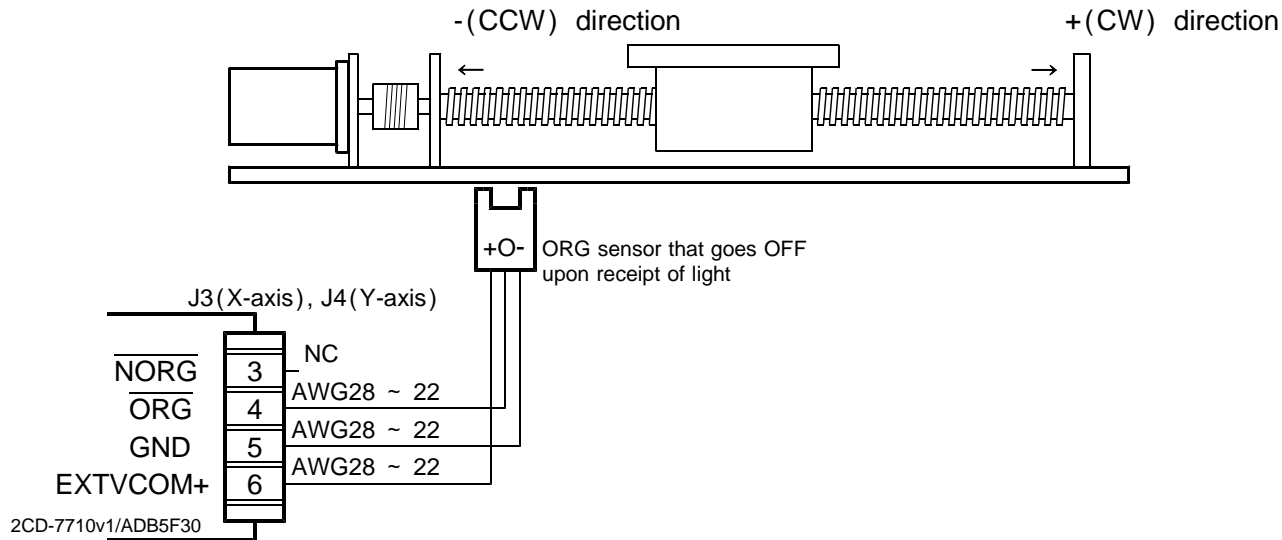 -(CCW) direction
+(CW) direction
← →
+O-
ORG sensor that goes OFF
upon receipt of light
J3(X-axis), J4(Y-axis)
NORG 3 NC
ORG 4 AWG28 ~ 22
GND 5 AWG28 ~ 22
EXTVCOM+ 6 AWG28 ~ 22
2CD-7710v1/ADB5F30